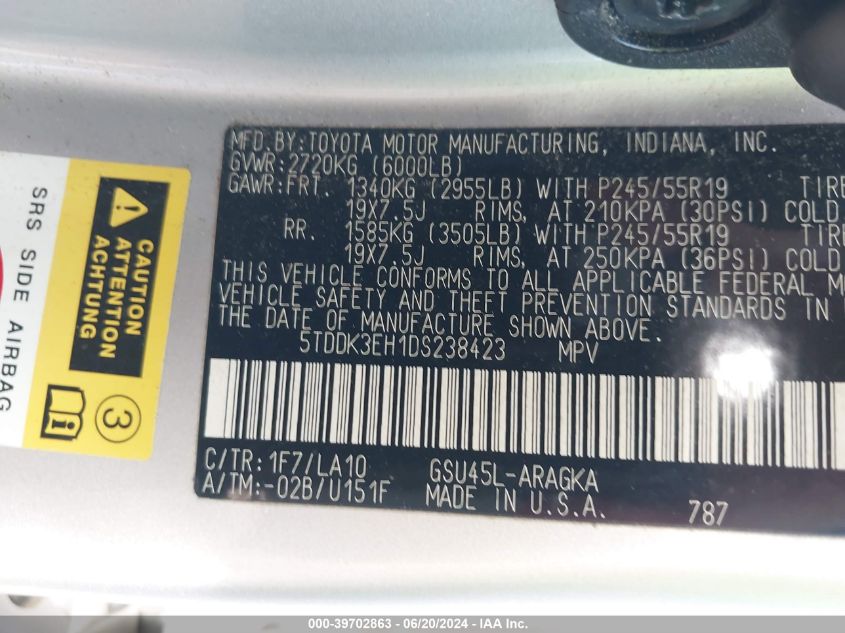 MFD.BY:TOYOTA MOTOR MANUFACTURING, INDIANA, INC.
GVWR:2720KG (6000LB)
GAWR:FRT. 1340KG (2955LB) WITH P245/55R19 TIRE
19X7.5J RIMS, AT 210KPA (30PSI) COLD
RR. 1585KG (3505LB) WITH P245/55R19 TIRE
19X7.5J RIMS, AT 250KPA (36PSI) COLD
THIS VEHICLE CONFORMS TO ALL APPLICABLE FEDERAL M
VEHICLE SAFETY AND THEFT PREVENTION STANDARDS IN
THE DATE OF MANUFACTURE SHOWN ABOVE.
5TDDK3EH1DS238423 MPV
C/TR:1F7/LA10 GSU45L-ARAGKA
A/TM:-02B/U151F MADE IN U.S.A. 787
SRS SIDE AIRBAG
CAUTION
ATTENTION
CAUTION
3
i
000-39702863 - 06/20/2024 - IAA Inc.